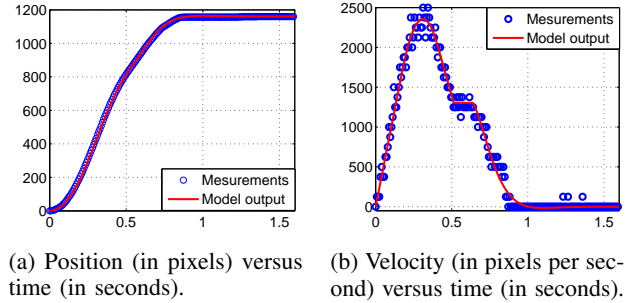 1200
1000
800
600
400
200
0
0 0.5 1 1.5
Mesurements
Model output
2500
2000
1500
1000
500
0
0 0.5 1 1.5
Mesurements
Model output
(a) Position (in pixels) versus
time (in seconds).
(b) Velocity (in pixels per sec-
ond) versus time (in seconds).